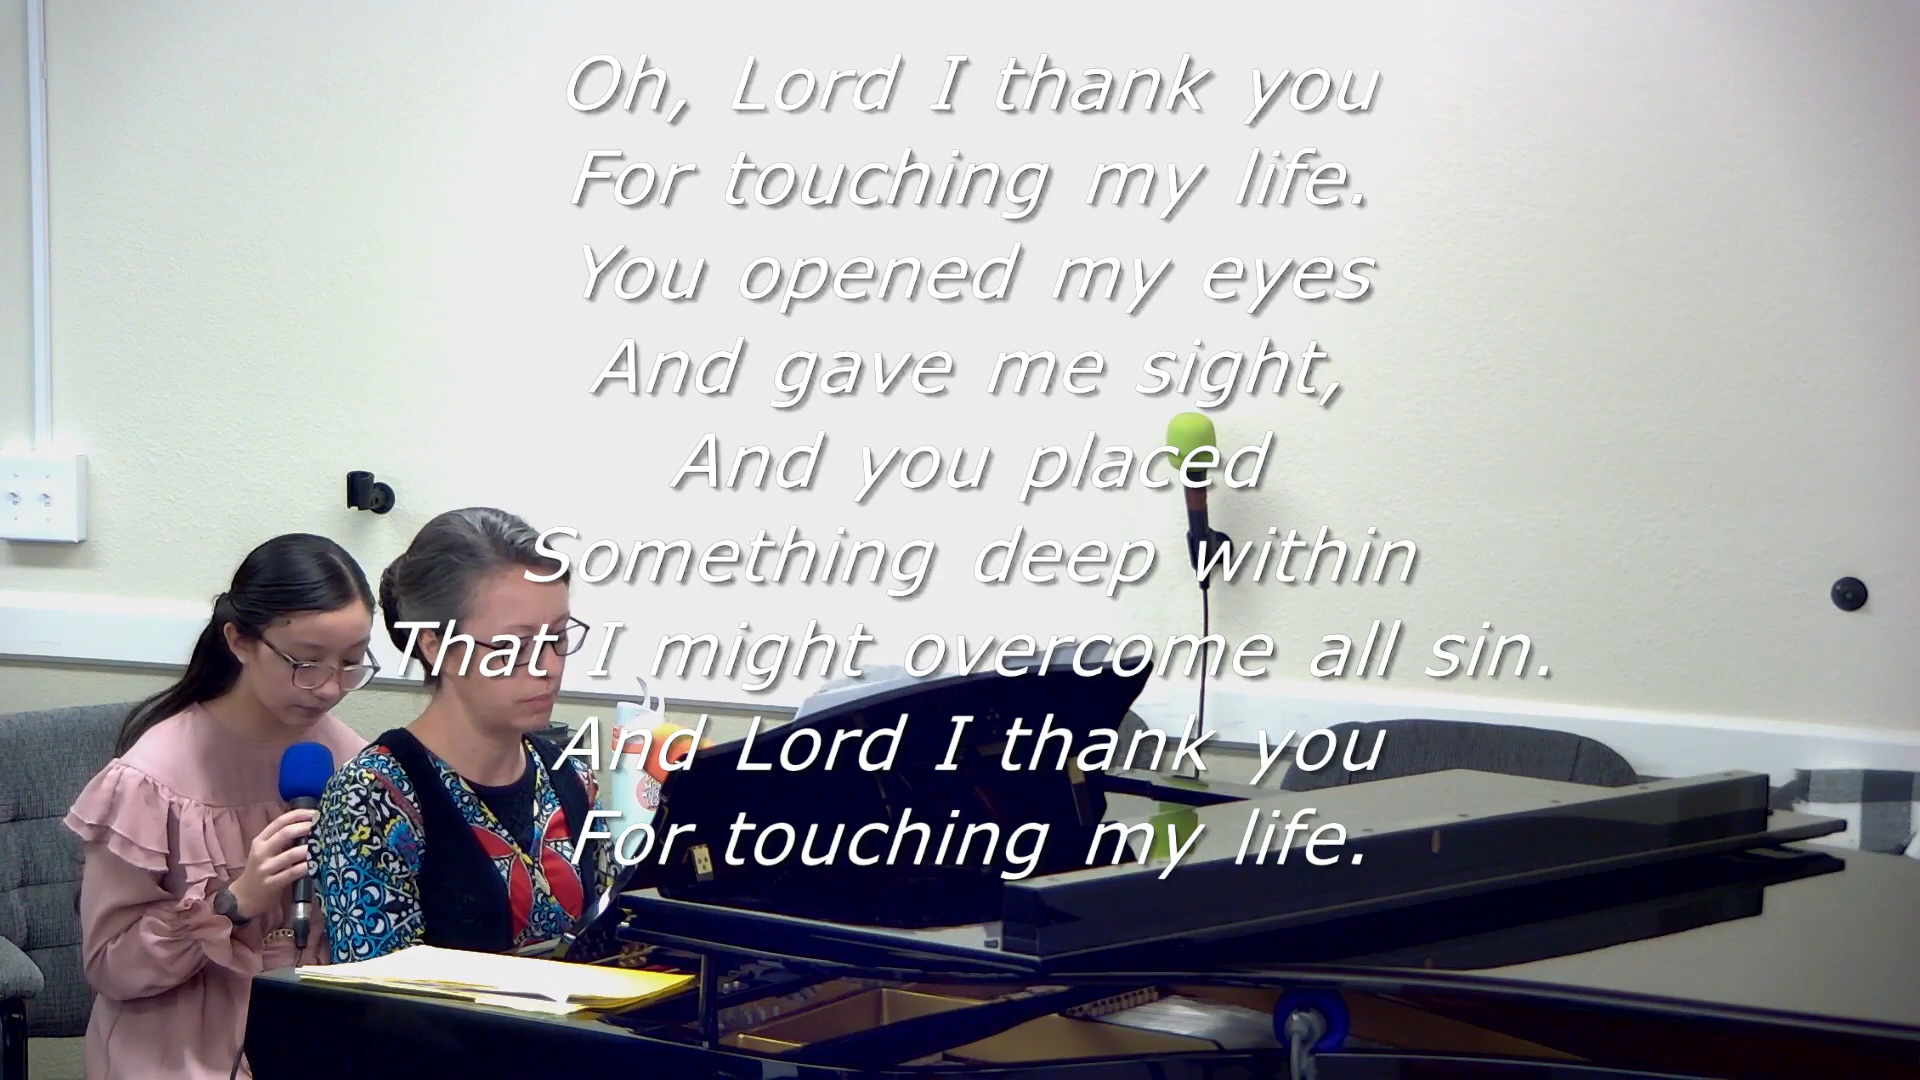 Oh, Lord I thank you
For touching my life.
You opened my eyes
And gave me sight,
And you placed
Something deep within
That I might overcome all sin.
And Lord I thank you
For touching my life.